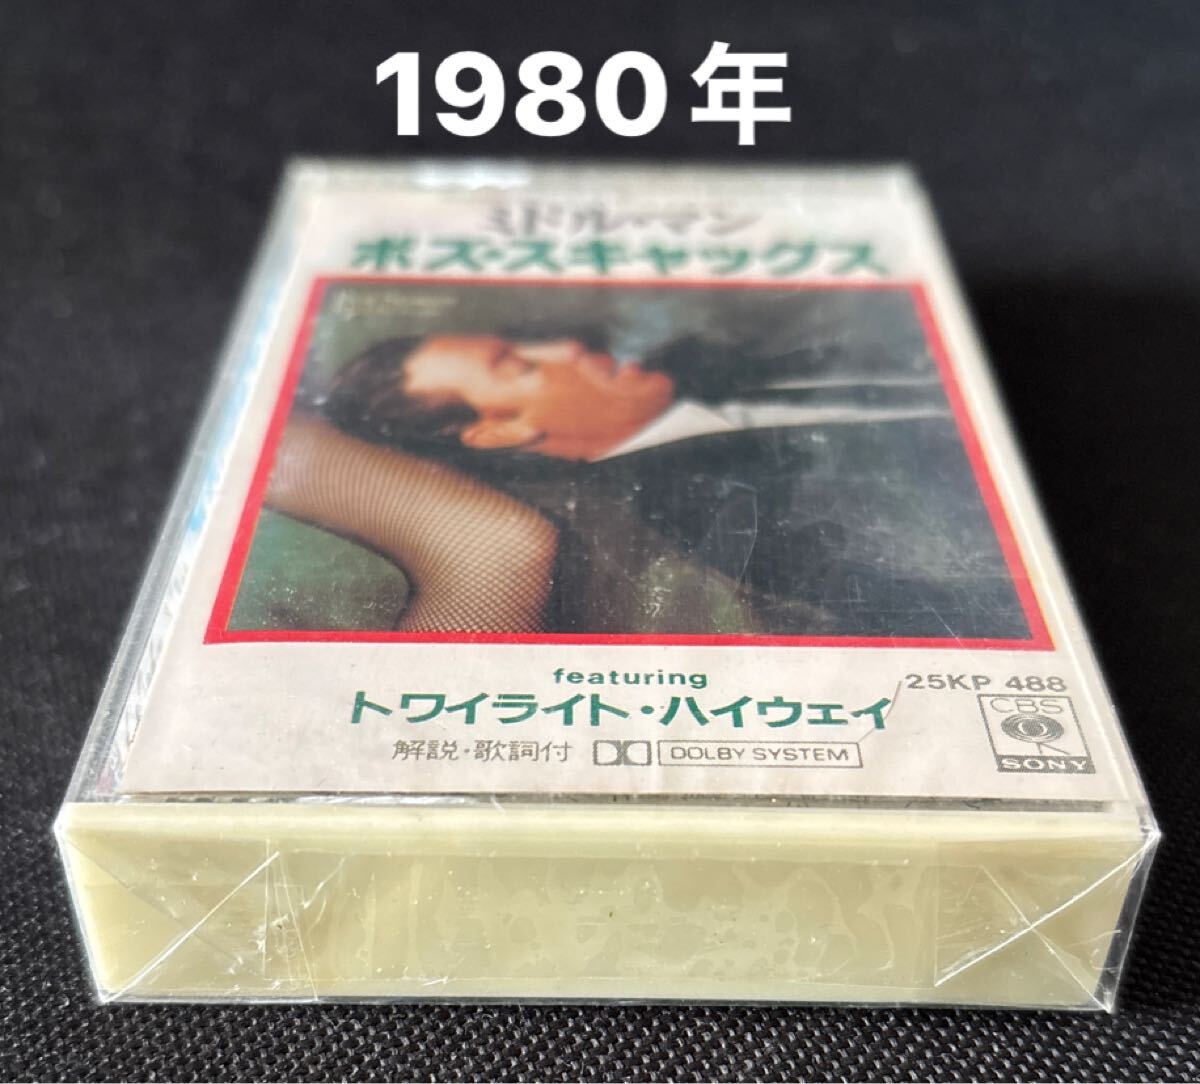 1980年
ミドル・マン
ボズ・スキャッグス
featuring
25KP 488
トワイライト・ハイウェイ
解説・歌詞付 DOLBY SYSTEM
CBS
SONY